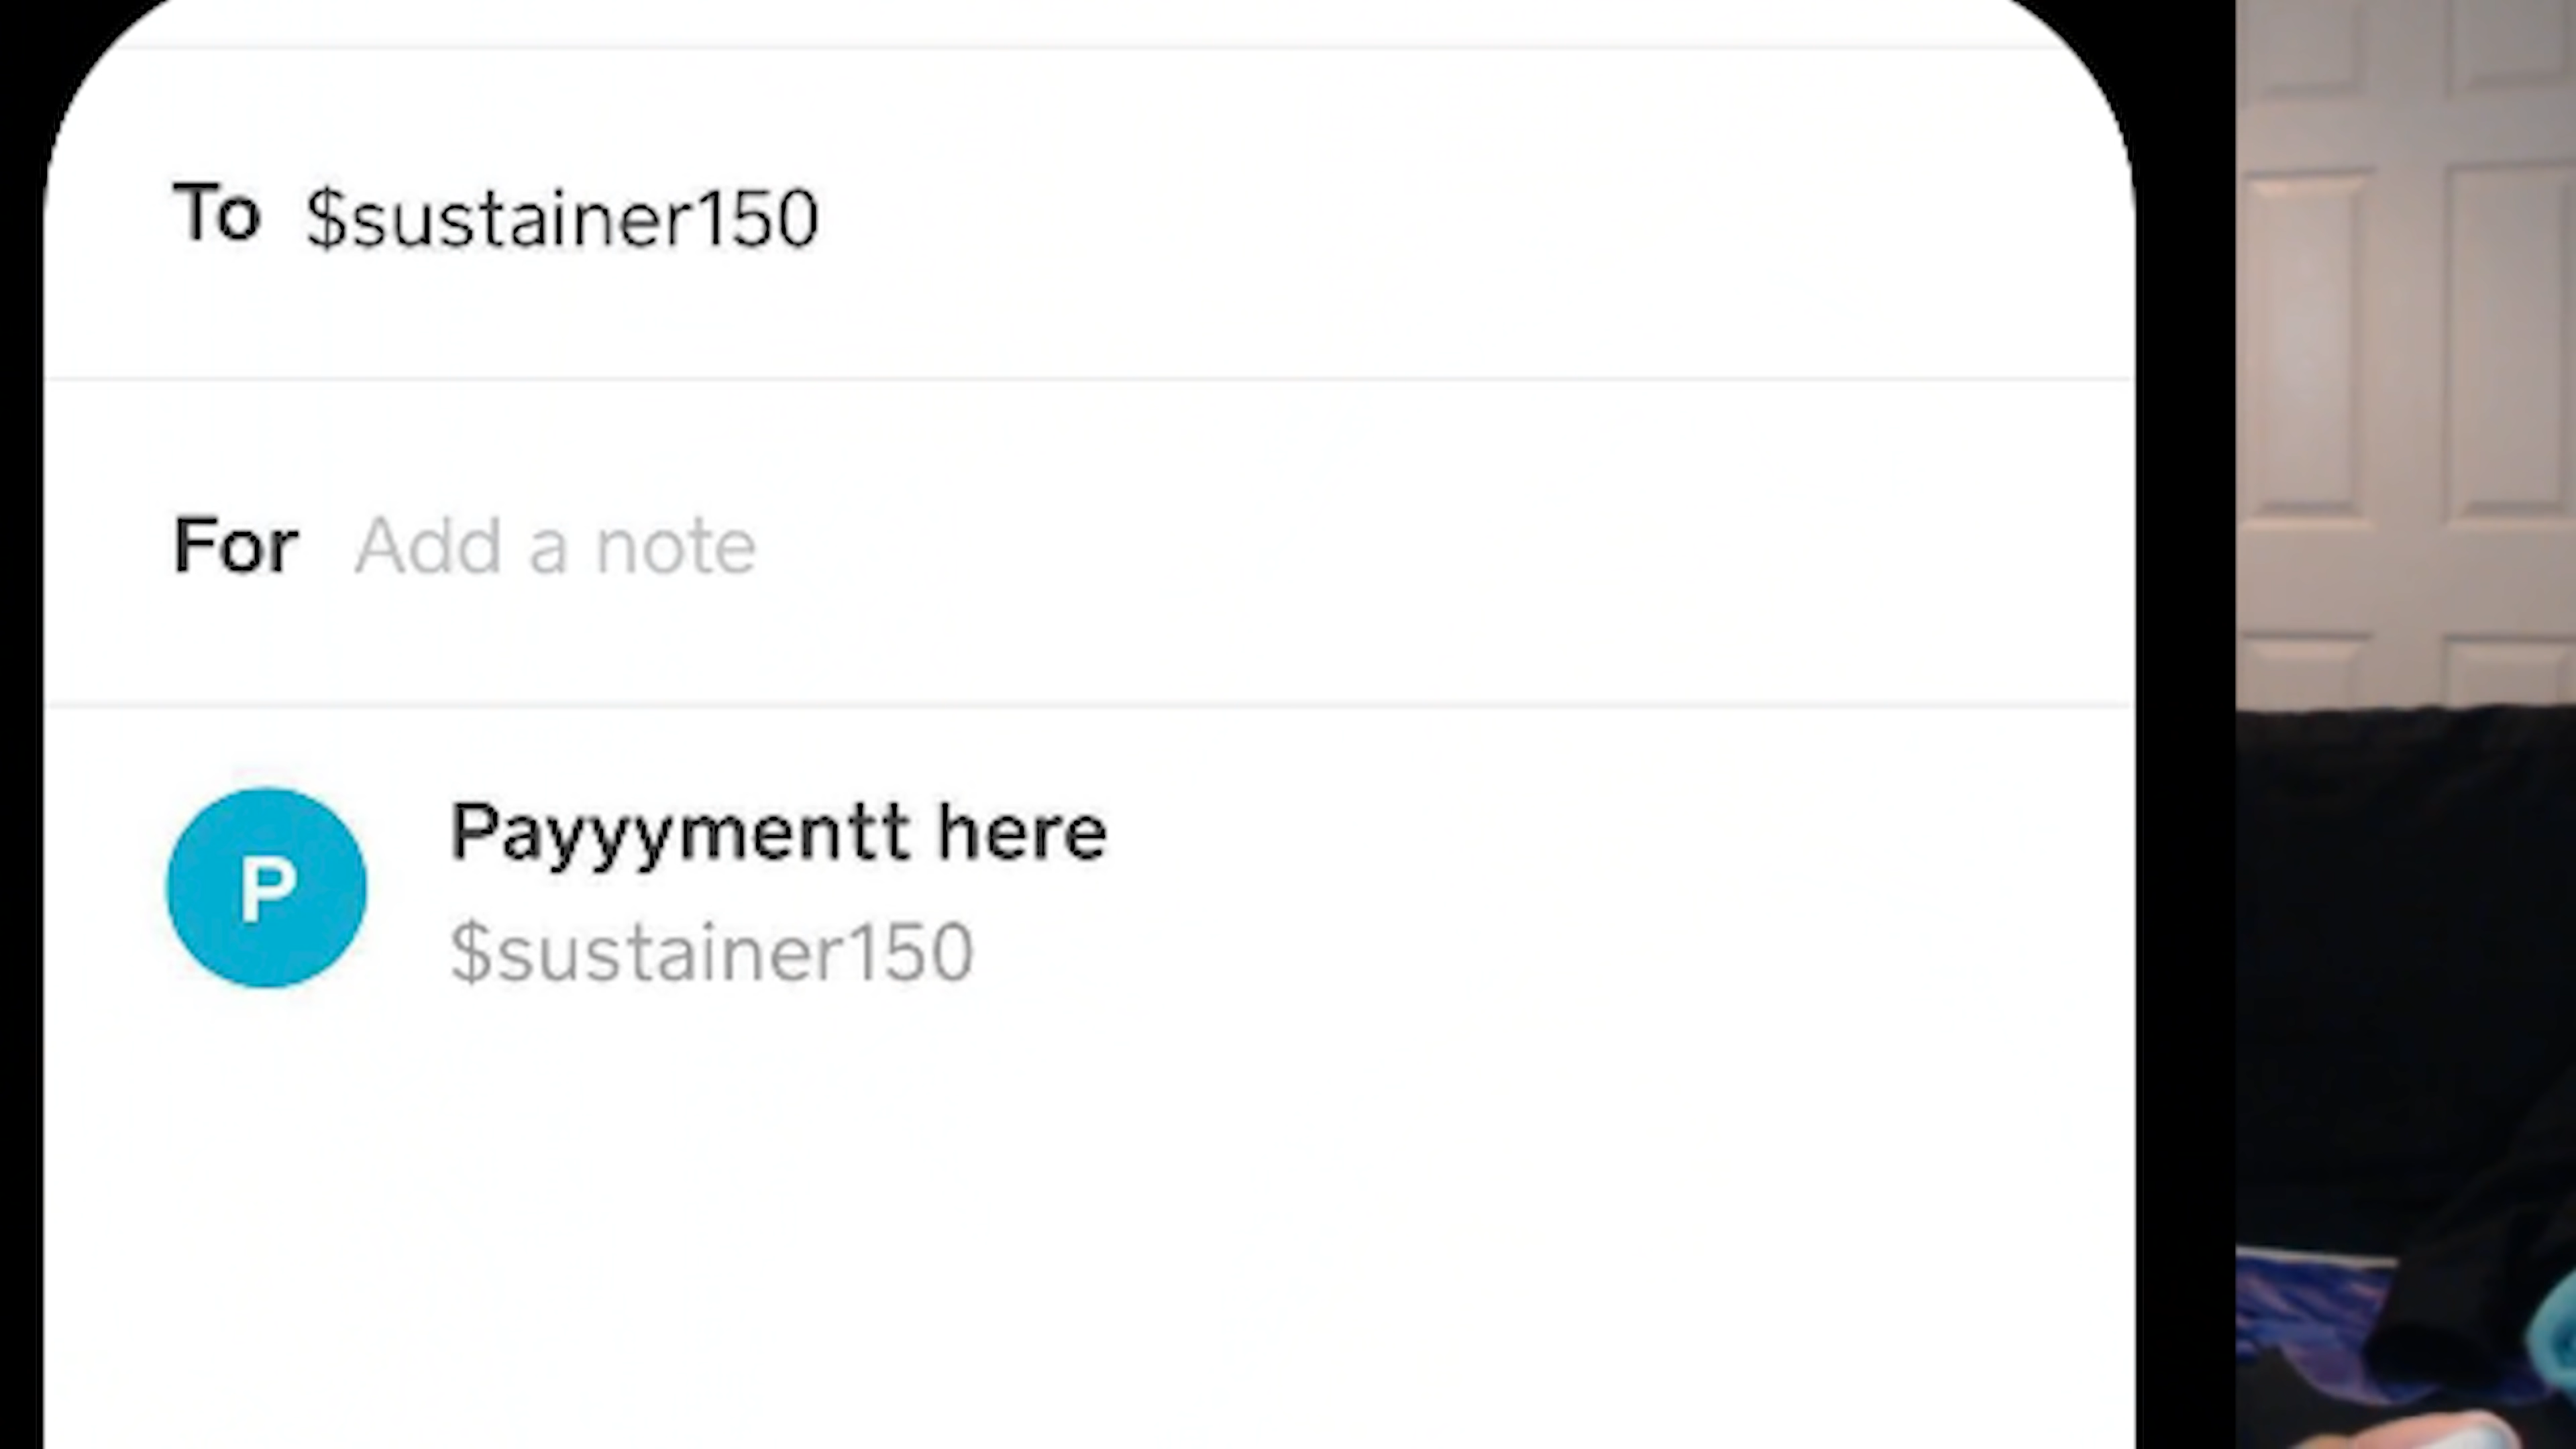 To $sustainer150
For Add a note
P
Payyymentt here
$sustainer150